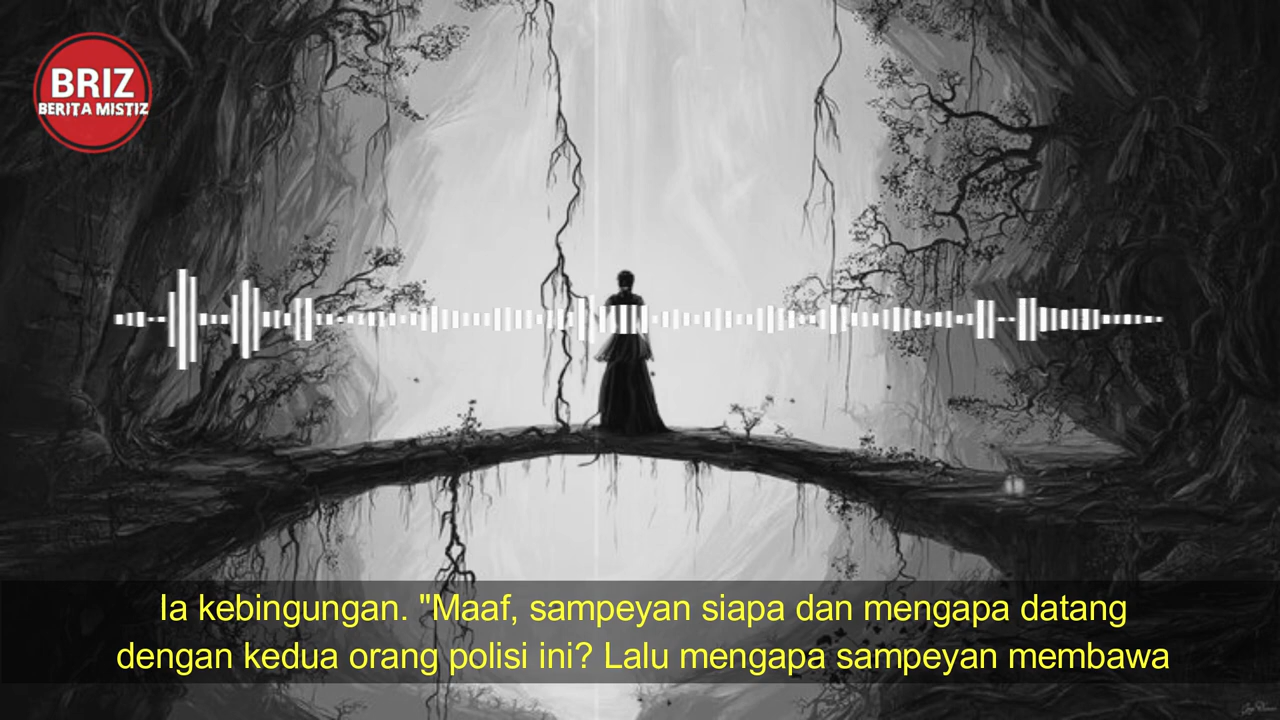 BRIZ
BERITA MISTIZ
Ia kebingungan. "Maaf, sampeyan siapa dan mengapa datang
dengan kedua orang polisi ini? Lalu mengapa sampeyan membawa